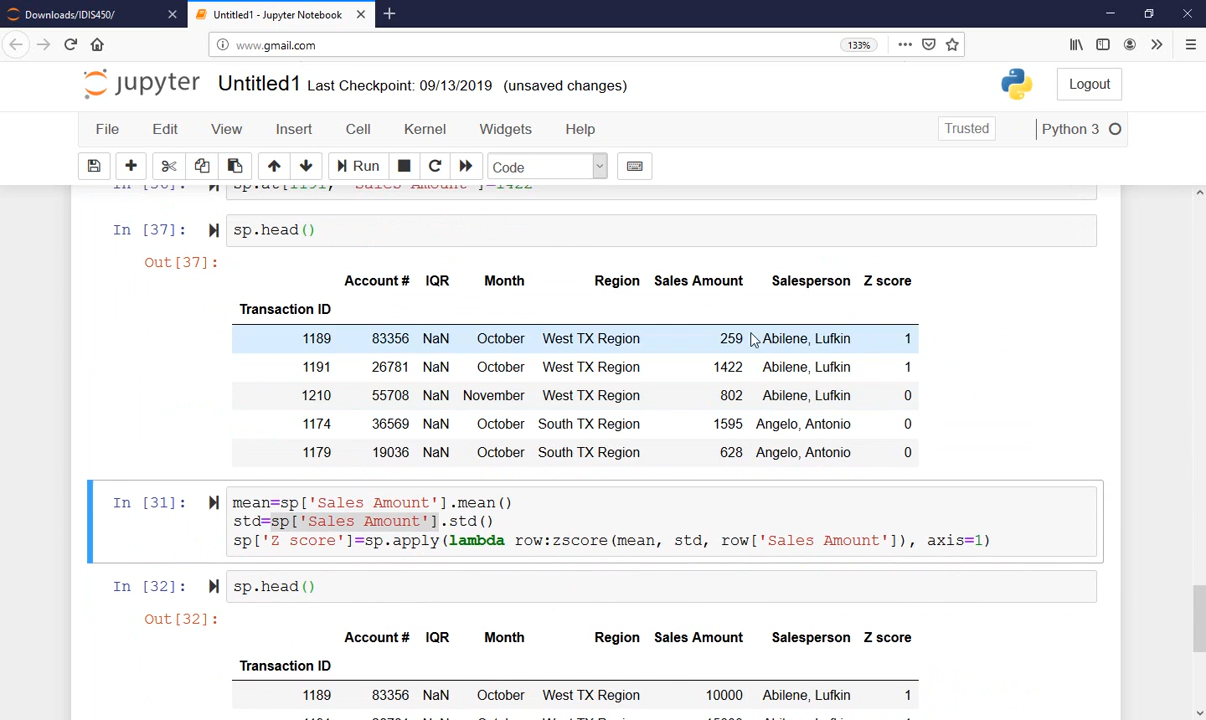 Downloads/IDIS450/
Untitled1 - Jupyter Notebook
www.gmail.com
133%
jupyter Untitled1 Last Checkpoint: 09/13/2019 (unsaved changes)
Logout
File Edit View Insert Cell Kernel Widgets Help
Trusted
Python 3
Run
Code
sp.at[1191, 'Sales Amount']=1422
In [37]: sp.head()
Out[37]:
Account # IQR Month Region Sales Amount Salesperson Z score
Transaction ID
1189 83356 NaN October West TX Region 259 Abilene, Lufkin 1
1191 26781 NaN October West TX Region 1422 Abilene, Lufkin 1
1210 55708 NaN November West TX Region 802 Abilene, Lufkin 0
1174 36569 NaN October South TX Region 1595 Angelo, Antonio 0
1179 19036 NaN October South TX Region 628 Angelo, Antonio 0
In [31]: mean=sp['Sales Amount'].mean()
std=sp['Sales Amount'].std()
sp['Z score']=sp.apply(lambda row:zscore(mean, std, row['Sales Amount']), axis=1)
In [32]: sp.head()
Out[32]:
Account # IQR Month Region Sales Amount Salesperson Z score
Transaction ID
1189 83356 NaN October West TX Region 10000 Abilene, Lufkin 1